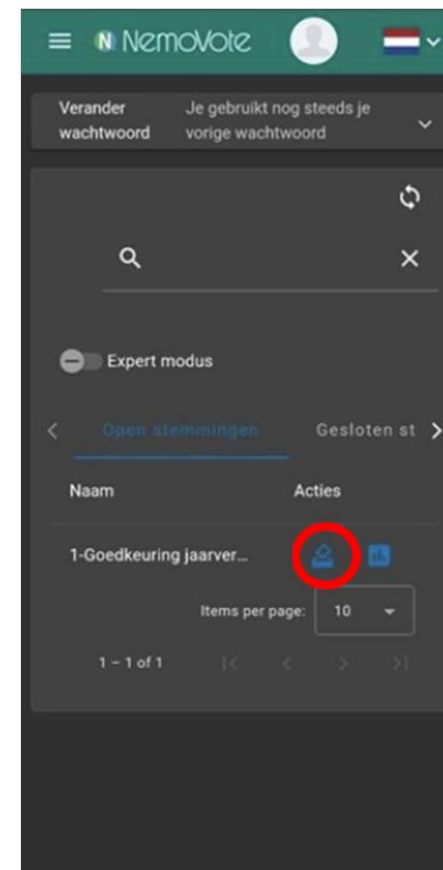 NemoVote
Verander wachtwoord
Je gebruikt nog steeds je vorige wachtwoord
Expert modus
Open stemmingen
Gesloten st
Naam
Acties
1-Goedkeuring jaarver...
Items per page: 10
1 – 1 of 1